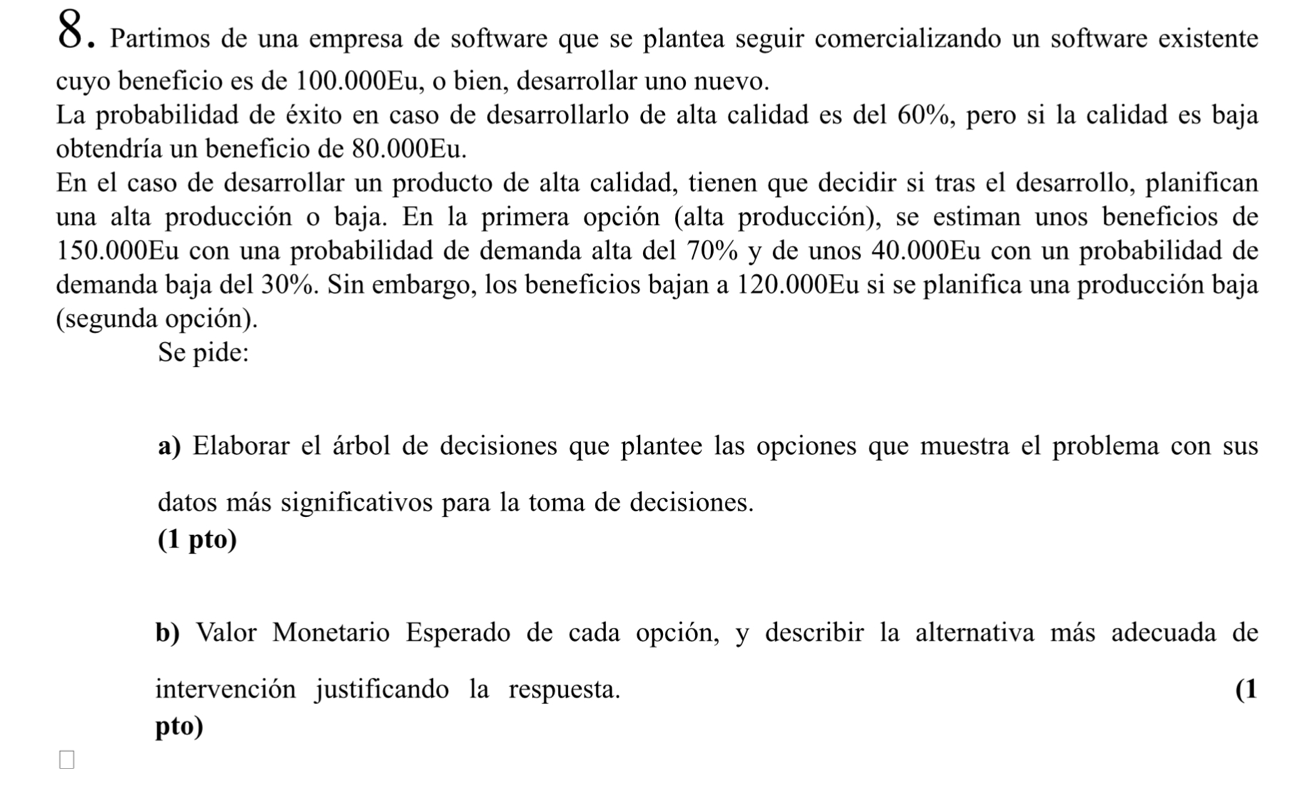 8. Partimos de una empresa de software que se plantea seguir comercializando un software existente
cuyo beneficio es de 100.000Eu, o bien, desarrollar uno nuevo.
La probabilidad de éxito en caso de desarrollarlo de alta calidad es del 60%, pero si la calidad es baja
obtendría un beneficio de 80.000Eu.
En el caso de desarrollar un producto de alta calidad, tienen que decidir si tras el desarrollo, planifican
una alta producción o baja. En la primera opción (alta producción), se estiman unos beneficios de
150.000Eu con una probabilidad de demanda alta del 70% y de unos 40.000Eu con un probabilidad de
demanda baja del 30%. Sin embargo, los beneficios bajan a 120.000Eu si se planifica una producción baja
(segunda opción).
Se pide:
a) Elaborar el árbol de decisiones que plantee las opciones que muestra el problema con sus
datos más significativos para la toma de decisiones.
(1 pto)
b) Valor Monetario Esperado de cada opción, y describir la alternativa más adecuada de
intervención justificando la respuesta. (1
pto)